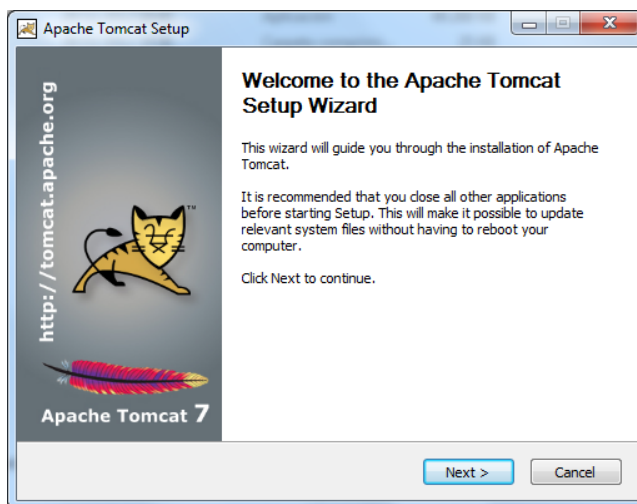 Apache Tomcat Setup
http://tomcat.apache.org
TM
Apache Tomcat 7
Welcome to the Apache Tomcat
Setup Wizard
This wizard will guide you through the installation of Apache
Tomcat.
It is recommended that you close all other applications
before starting Setup. This will make it possible to update
relevant system files without having to reboot your
computer.
Click Next to continue.
Next >
Cancel